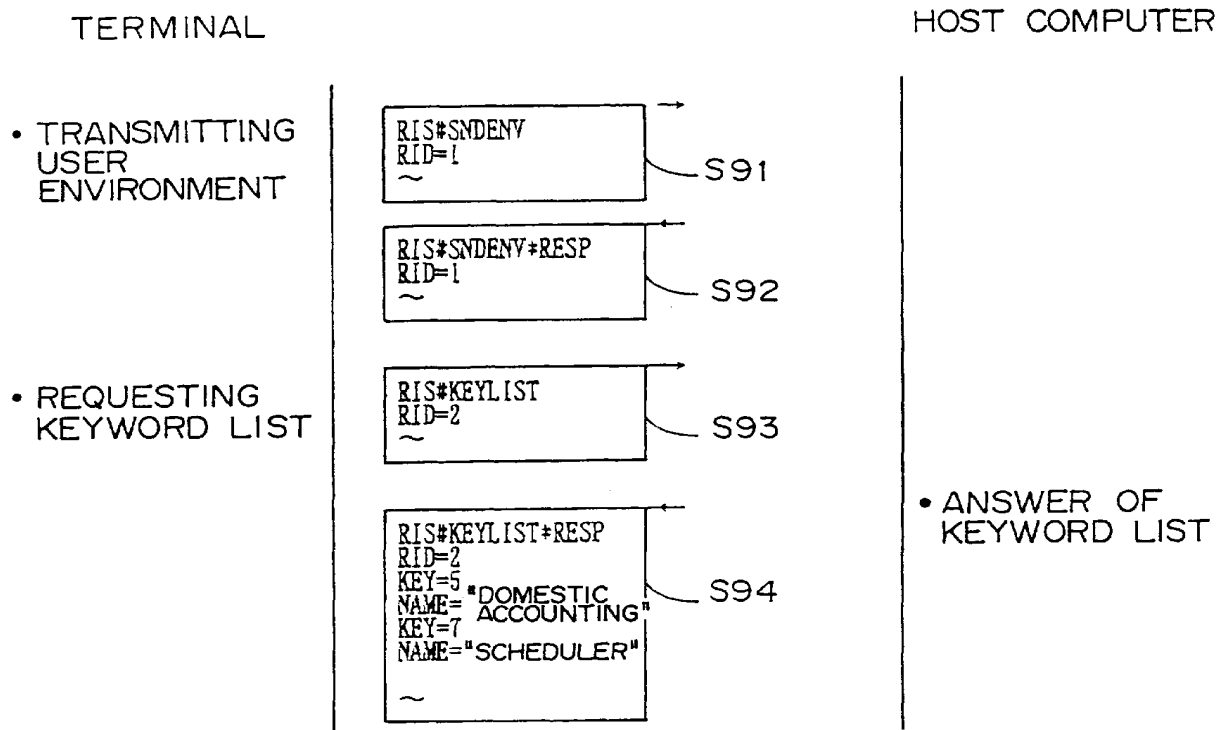 TERMINAL
HOST COMPUTER
• TRANSMITTING
USER
ENVIRONMENT
RIS#SNDENV
RID=1
~
S91
RIS#SNDENV*RESP
RID=1
~
S92
• REQUESTING
KEYWORD LIST
RIS#KEYLIST
RID=2
~
S93
• ANSWER OF
KEYWORD LIST
RIS#KEYLIST*RESP
RID=2
KEY=5
NAME="DOMESTIC
ACCOUNTING"
KEY=7
NAME="SCHEDULER"
~
S94